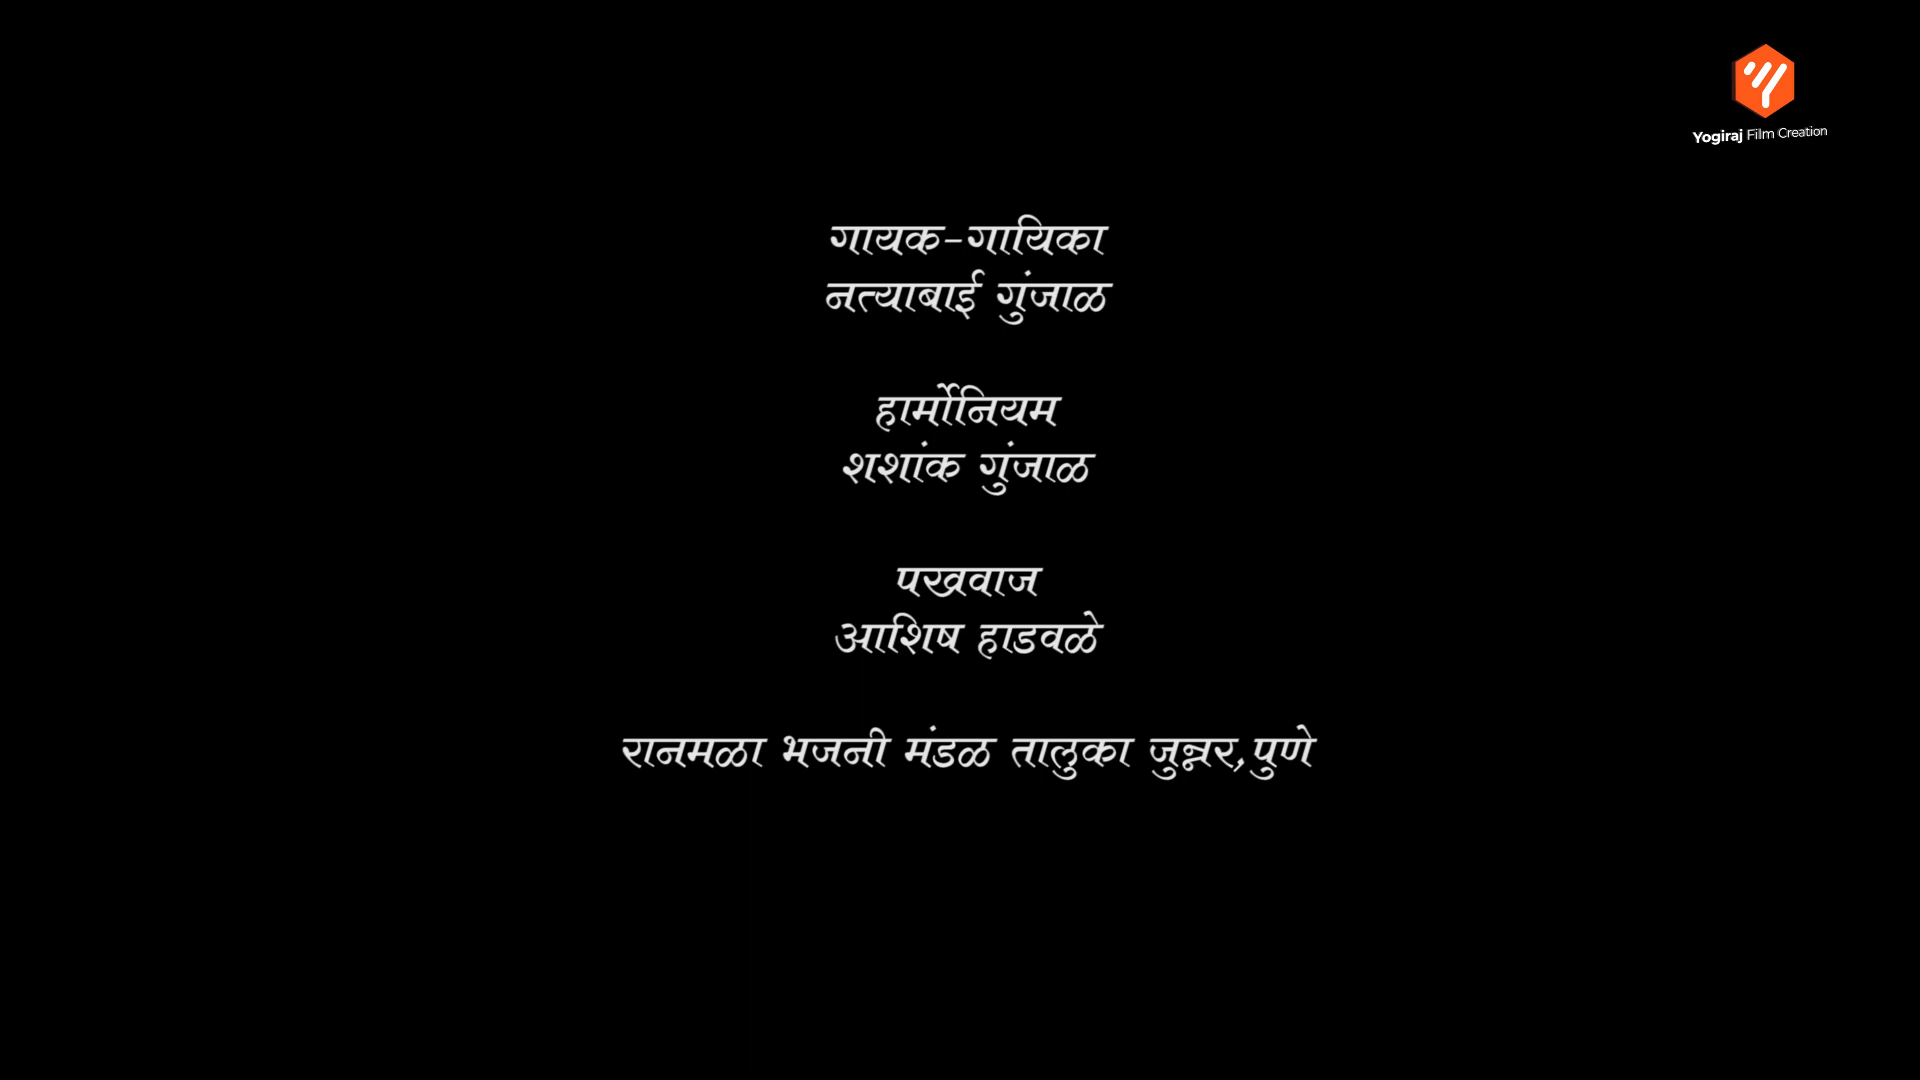 Yogiraj Film Creation
गायक-गायिका
नत्याबाई गुंजाळ
हार्मोनियम
शशांक गुंजाळ
पखवाज
आशिष हाडवळे
रानमळा भजनी मंडळ तालुका जुन्नर,पुणे